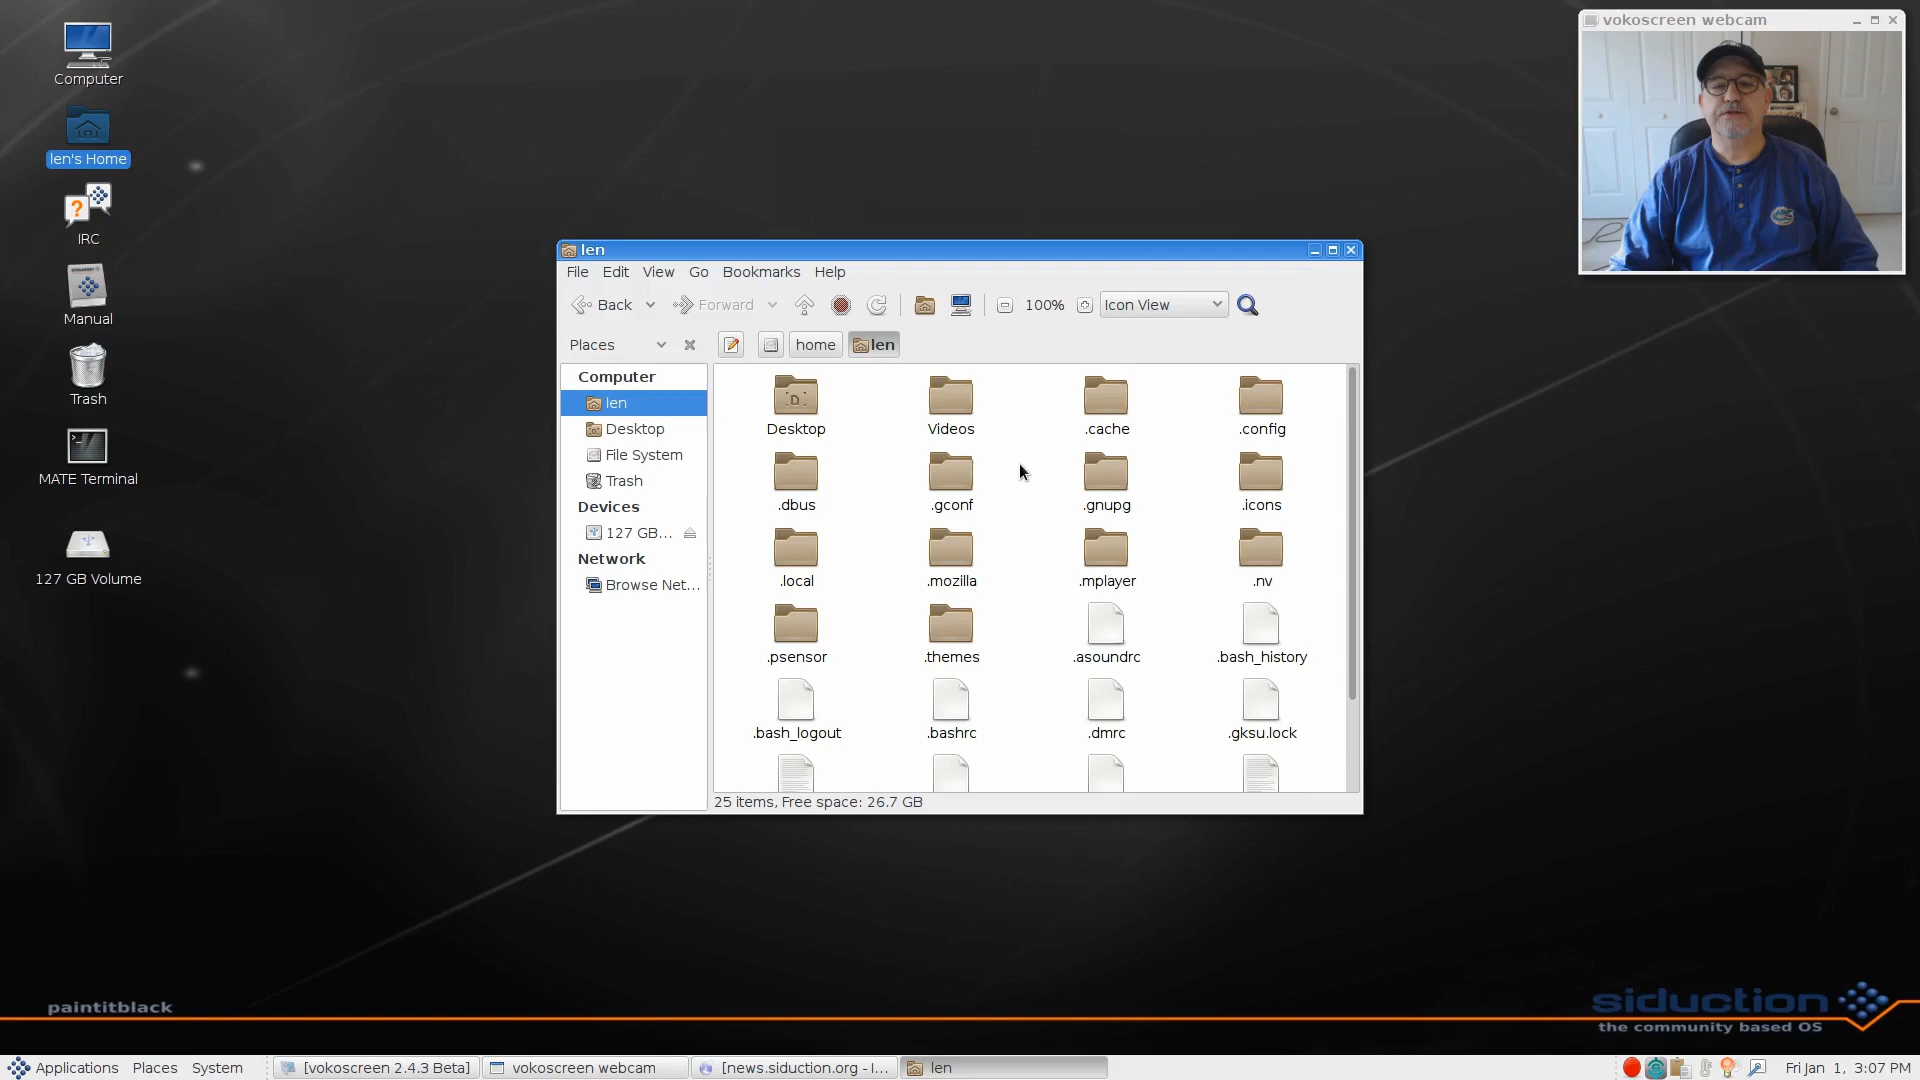 Computer
len's Home
IRC
Manual
Trash
MATE Terminal
127 GB Volume
vokoscreen webcam
len
File Edit View Go Bookmarks Help
Back Forward 100% Icon View
Places home len
Computer
len
Desktop
File System
Trash
Devices
127 GB...
Network
Browse Net...
Desktop Videos .cache .config
.dbus .gconf .gnupg .icons
.local .mozilla .mplayer .nv
.psensor .themes .asoundrc .bash_history
.bash_logout .bashrc .dmrc .gksu.lock
25 items, Free space: 26.7 GB
paintitblack
siduction
the community based OS
Applications Places System [vokoscreen 2.4.3 Beta] vokoscreen webcam [news.siduction.org - I... len Fri Jan 1, 3:07 PM